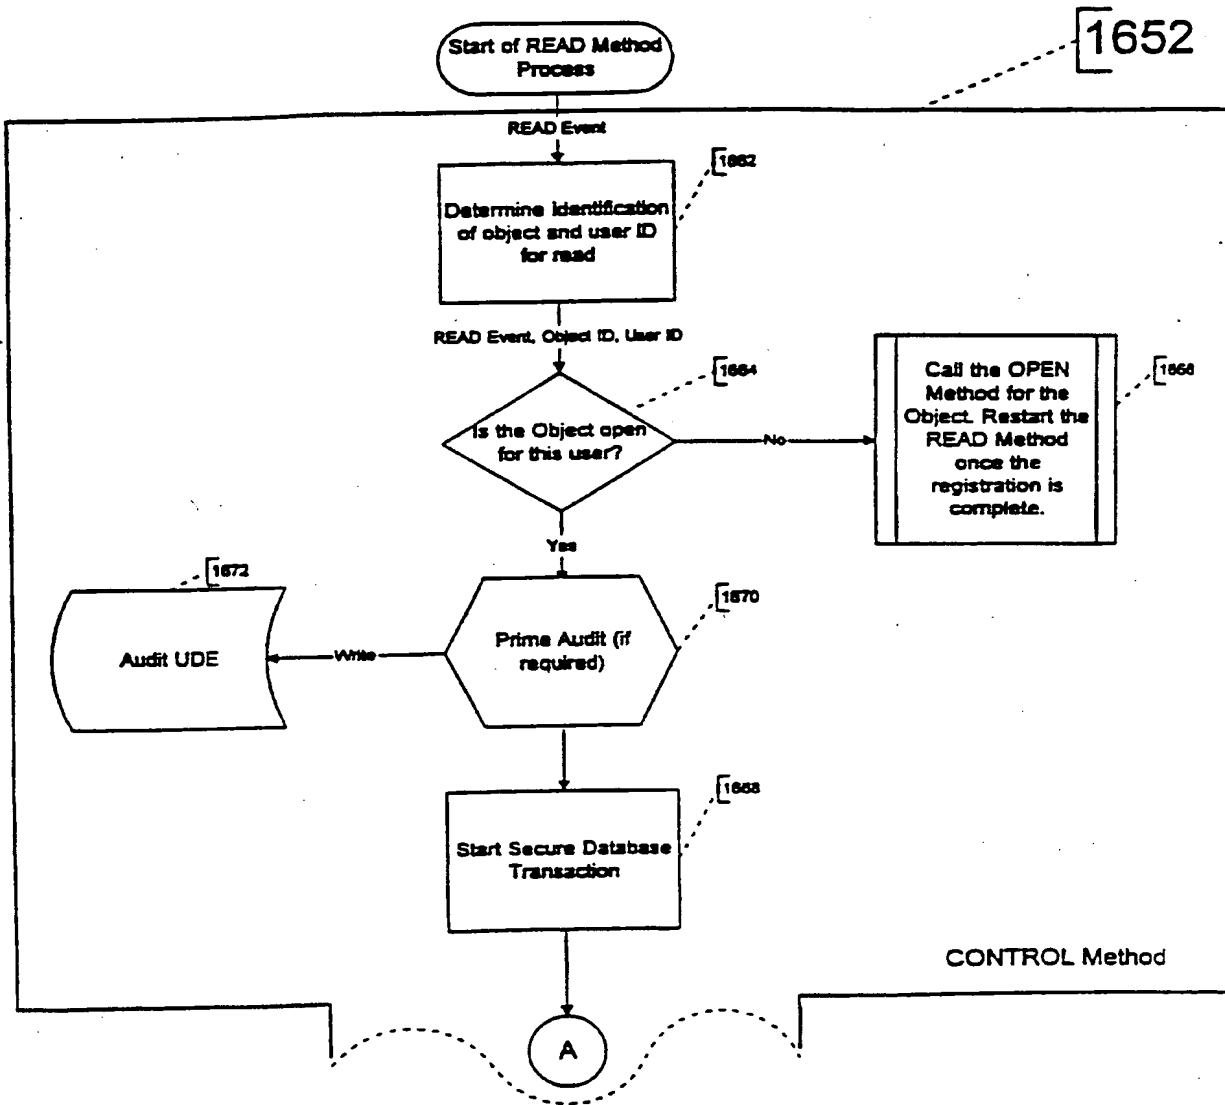 1652
Start of READ Method
Process
READ Event
1662
Determine identification
of object and user ID
for read
READ Event, Object ID, User ID
1664
Is the Object open
for this user?
No
Call the OPEN
Method for the
Object. Restart the
READ Method
once the
registration is
complete.
1656
Yes
1672
Audit UDE
Write
Prime Audit (if
required)
1670
1668
Start Secure Database
Transaction
CONTROL Method
A